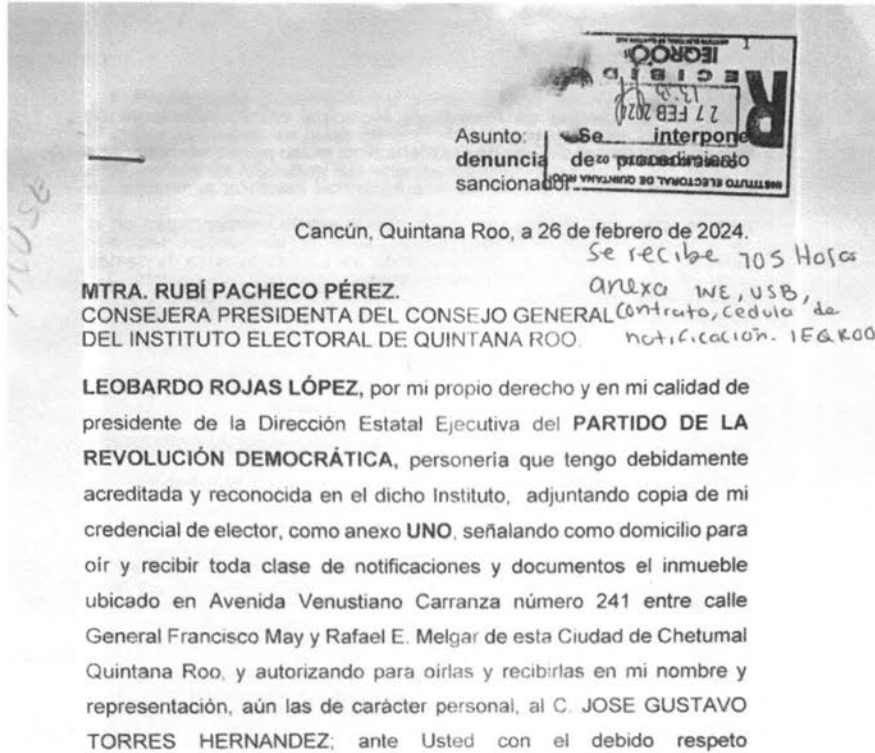 IEQROO
RECIBID
27 FEB 2024
13:
INSTITUTO ELECTORAL DE QUINTANA ROO
Asunto: Se interpone
denuncia de procedimiento
sancionador.
Cancún, Quintana Roo, a 26 de febrero de 2024.
Se recibe 705 Hojas
anexa INE, USB,
contrato, cedula de
notificación. IEQROO
MTRA. RUBÍ PACHECO PÉREZ.
CONSEJERA PRESIDENTA DEL CONSEJO GENERAL
DEL INSTITUTO ELECTORAL DE QUINTANA ROO.
LEOBARDO ROJAS LÓPEZ, por mi propio derecho y en mi calidad de
presidente de la Dirección Estatal Ejecutiva del PARTIDO DE LA
REVOLUCIÓN DEMOCRÁTICA, personería que tengo debidamente
acreditada y reconocida en el dicho Instituto, adjuntando copia de mi
credencial de elector, como anexo UNO, señalando como domicilio para
oír y recibir toda clase de notificaciones y documentos el inmueble
ubicado en Avenida Venustiano Carranza número 241 entre calle
General Francisco May y Rafael E. Melgar de esta Ciudad de Chetumal
Quintana Roo, y autorizando para oírlas y recibirlas en mi nombre y
representación, aún las de carácter personal, al C. JOSE GUSTAVO
TORRES HERNANDEZ; ante Usted con el debido respeto